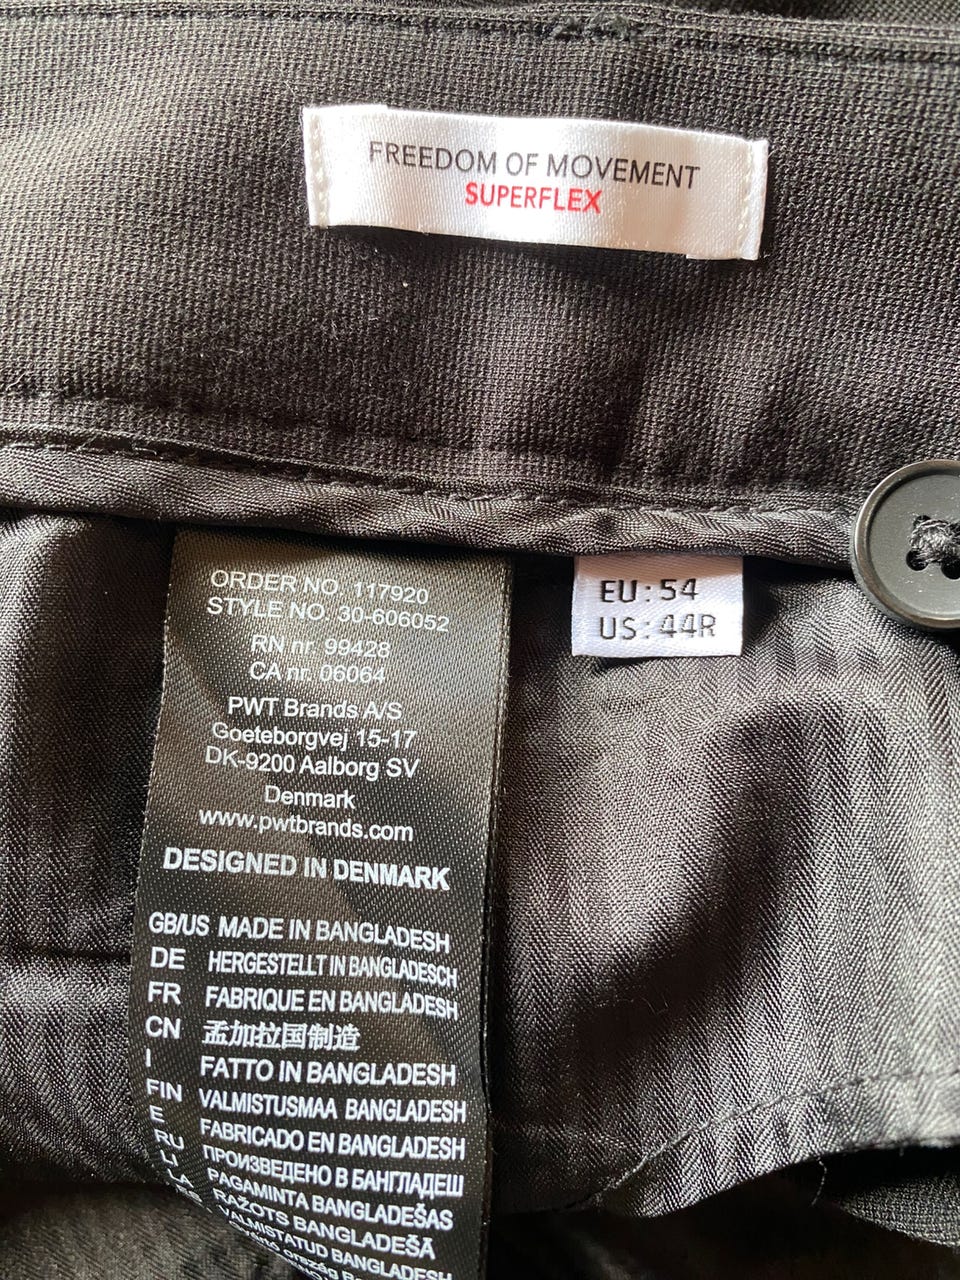 FREEDOM OF MOVEMENT
SUPERFLEX
ORDER NO. 117920
STYLE NO. 30-606052
RN nr. 99428
CA nr. 06064
PWT Brands A/S
Goeteborgvej 15-17
DK-9200 Aalborg SV
Denmark
www.pwtbrands.com
DESIGNED IN DENMARK
GB/US MADE IN BANGLADESH
DE HERGESTELLT IN BANGLADESCH
FR FABRIQUE EN BANGLADESH
CN 孟加拉国制造
I FATTO IN BANGLADESH
FIN VALMISTUSMAA BANGLADESH
E FABRICADO EN BANGLADESH
RU ПРОИЗВЕДЕНО В БАНГЛАДЕШ
LI PAGAMINTA BANGLADEŠAS
LA RAŽOTS BANGLADEŠĀ
VALMISTATUD BANGLADESH
EU: 54
US: 44R